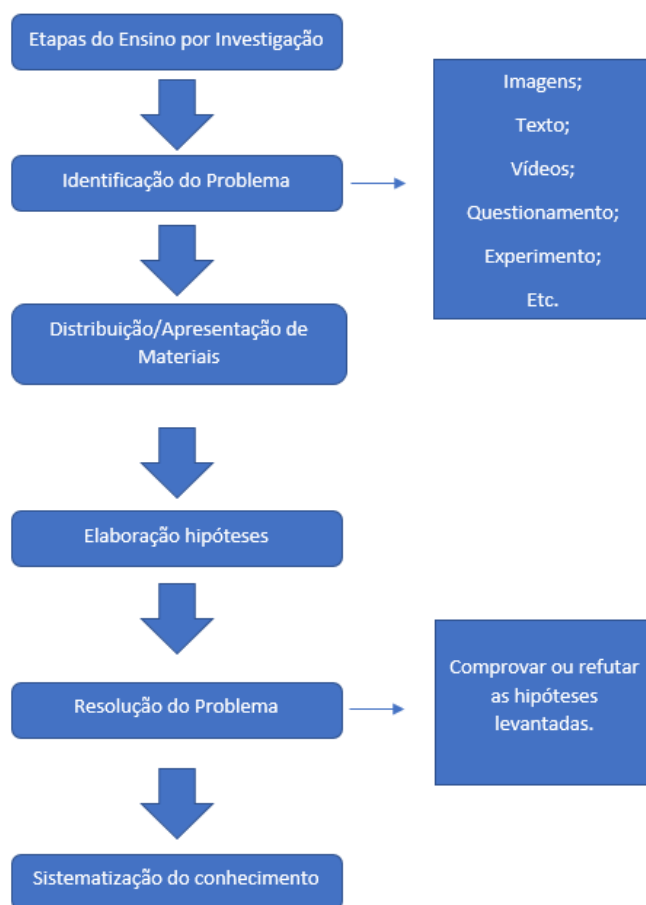 Etapas do Ensino por Investigação
Identificação do Problema
Imagens;
Texto;
Vídeos;
Questionamento;
Experimento;
Etc.
Distribuição/Apresentação de
Materiais
Elaboração hipóteses
Resolução do Problema
Comprovar ou refutar
as hipóteses
levantadas.
Sistematização do conhecimento